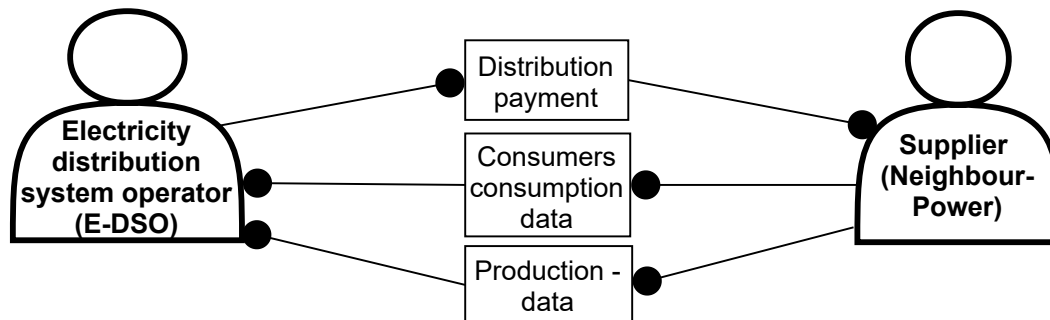 Electricity
distribution
system operator
(E-DSO)
Distribution
payment
Consumers
consumption
data
Production -
data
Supplier
(Neighbour-
Power)